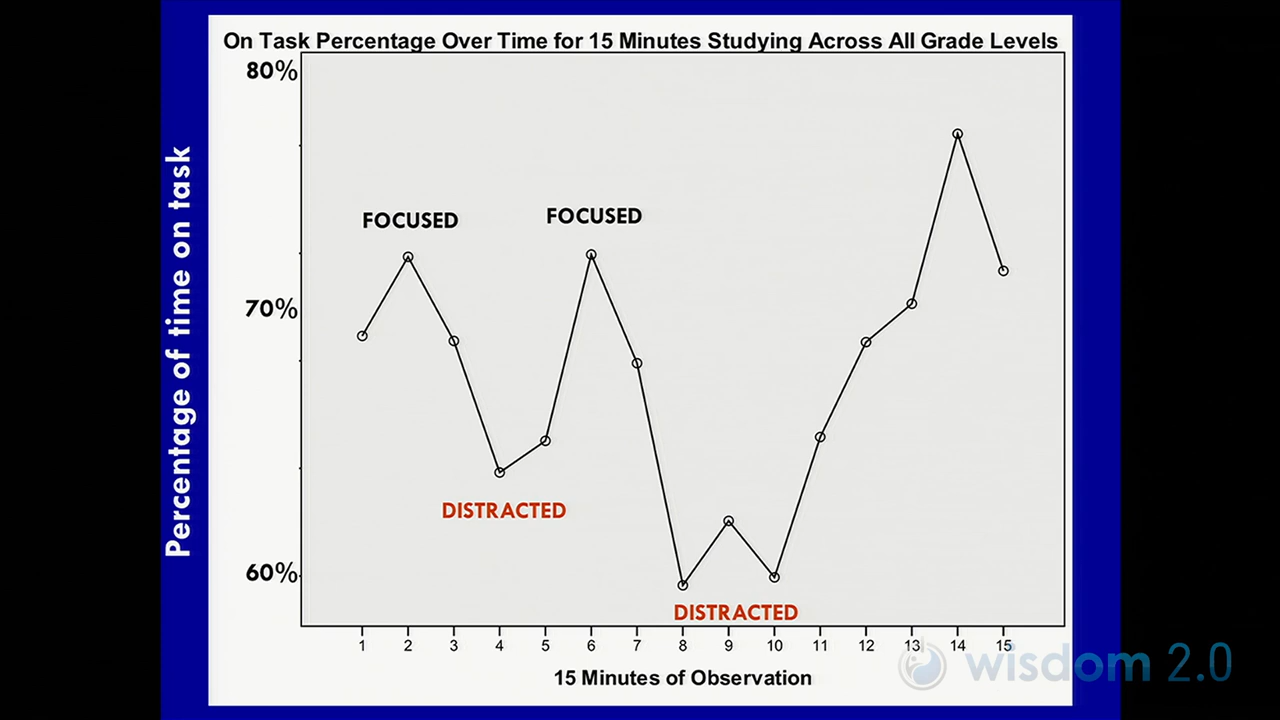 On Task Percentage Over Time for 15 Minutes Studying Across All Grade Levels
80%
70%
60%
Percentage of time on task
FOCUSED
FOCUSED
DISTRACTED
DISTRACTED
1 2 3 4 5 6 7 8 9 10 11 12 13 14 15
15 Minutes of Observation
wisdom 2.0